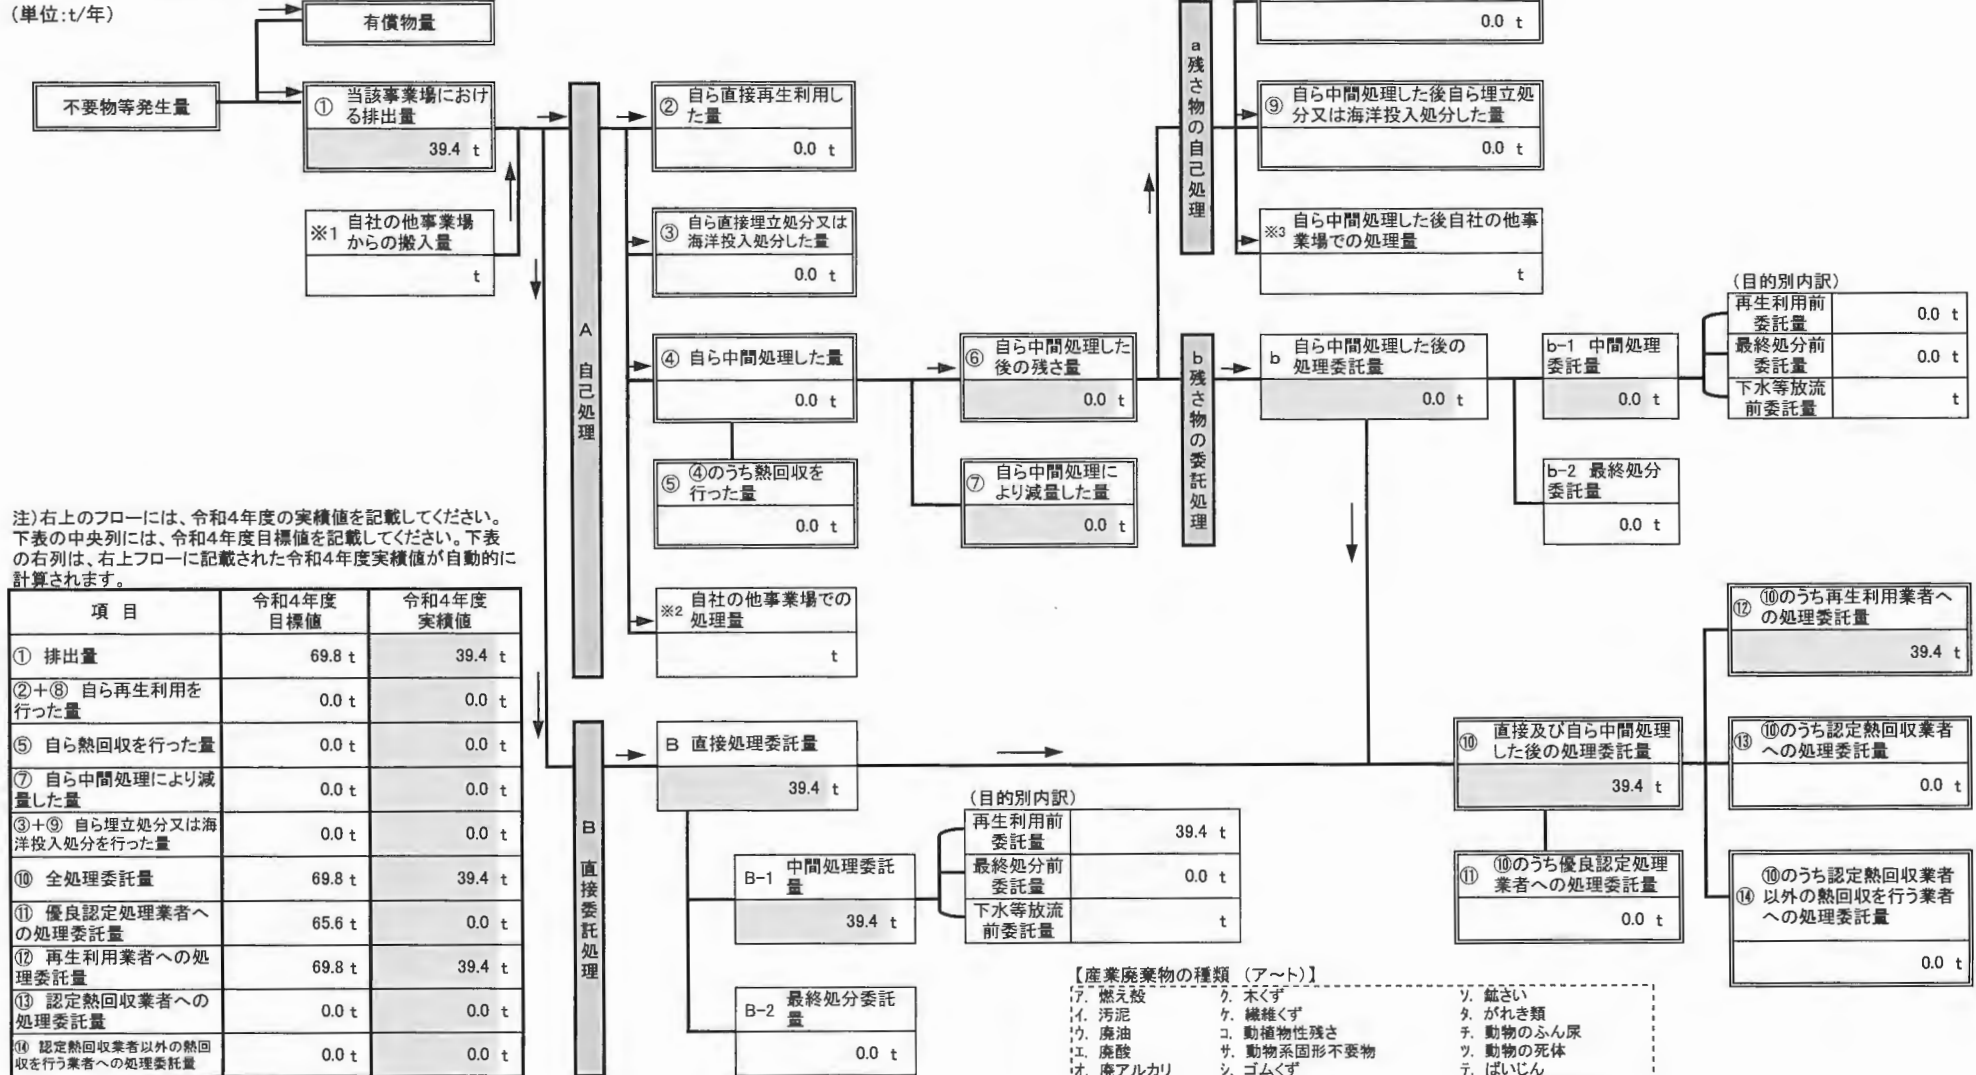 (単位:t/年)
有償物量
不要物等発生量
① 当該事業場におけ
る排出量
39.4 t
※1 自社の他事業場
からの搬入量
t
A 自己処理
② 自ら直接再生利用し
た量
0.0 t
③ 自ら直接埋立処分又は
海洋投入処分した量
0.0 t
④ 自ら中間処理した量
0.0 t
⑤ ④のうち熱回収を
行った量
0.0 t
※2 自社の他事業場での
処理量
t
⑥ 自ら中間処理した
後の残さ量
0.0 t
⑦ 自ら中間処理に
より減量した量
0.0 t
a 残さ物の自己処理
0.0 t
⑨ 自ら中間処理した後自ら埋立処
分又は海洋投入処分した量
0.0 t
※3 自ら中間処理した後自社の他事
業場での処理量
t
b 残さ物の委託処理
b 自ら中間処理した後の
処理委託量
0.0 t
b-1 中間処理
委託量
0.0 t
(目的別内訳)
再生利用前
委託量 0.0 t
最終処分前
委託量 0.0 t
下水等放流
前委託量 t
b-2 最終処分
委託量
0.0 t
注)右上のフローには、令和4年度の実績値を記載してください。
下表の中央列には、令和4年度目標値を記載してください。下表
の右列は、右上フローに記載された令和4年度実績値が自動的に
計算されます。
項 目 令和4年度 令和4年度
目標値 実績値
① 排出量 69.8 t 39.4 t
②+⑧ 自ら再生利用を
行った量 0.0 t 0.0 t
⑤ 自ら熱回収を行った量 0.0 t 0.0 t
⑦ 自ら中間処理により減
量した量 0.0 t 0.0 t
③+⑨ 自ら埋立処分又は海
洋投入処分を行った量 0.0 t 0.0 t
⑩ 全処理委託量 69.8 t 39.4 t
⑪ 優良認定処理業者へ
の処理委託量 65.6 t 0.0 t
⑫ 再生利用業者への処
理委託量 69.8 t 39.4 t
⑬ 認定熱回収業者への
処理委託量 0.0 t 0.0 t
⑭ 認定熱回収業者以外の熱回
収を行う業者への処理委託量 0.0 t 0.0 t
B 直接委託処理
B 直接処理委託量
39.4 t
B-1 中間処理委託
量
39.4 t
(目的別内訳)
再生利用前
委託量 39.4 t
最終処分前
委託量 0.0 t
下水等放流
前委託量 t
B-2 最終処分委託
量
0.0 t
⑩ 直接及び自ら中間処理
した後の処理委託量
39.4 t
⑪ ⑩のうち優良認定処理
業者への処理委託量
0.0 t
⑫ ⑩のうち再生利用業者へ
の処理委託量
39.4 t
⑬ ⑩のうち認定熱回収業者
への処理委託量
0.0 t
⑭ ⑩のうち認定熱回収業者
以外の熱回収を行う業者
への処理委託量
0.0 t
【産業廃棄物の種類 (ア~ト)】
ア. 燃え殻 ク. 木くず ソ. 鉱さい
イ. 汚泥 ケ. 繊維くず タ. がれき類
ウ. 廃油 コ. 動植物性残さ チ. 動物のふん尿
エ. 廃酸 サ. 動物系固形不要物 ツ. 動物の死体
オ. 廃アルカリ シ. ゴムくず テ. ばいじん